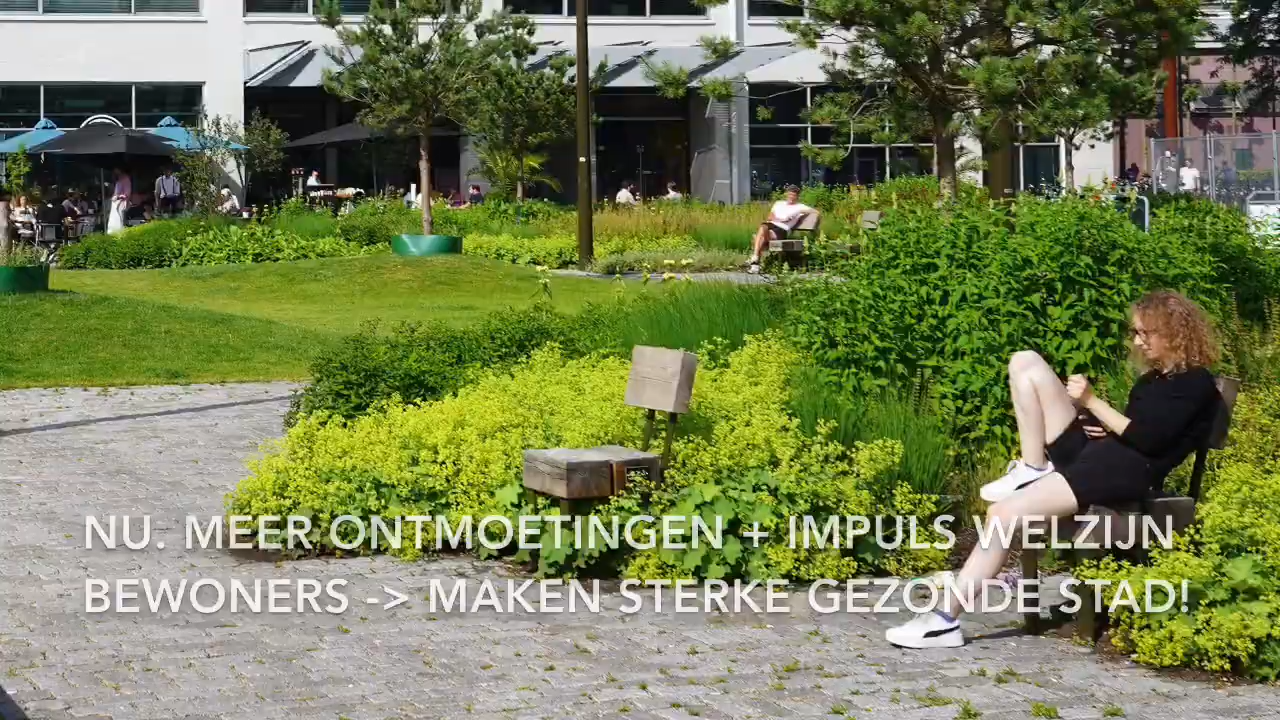 NU. MEER ONTMOETINGEN + IMPULS WELZIJN
BEWONERS -> MAKEN STERKE GEZONDE STAD!